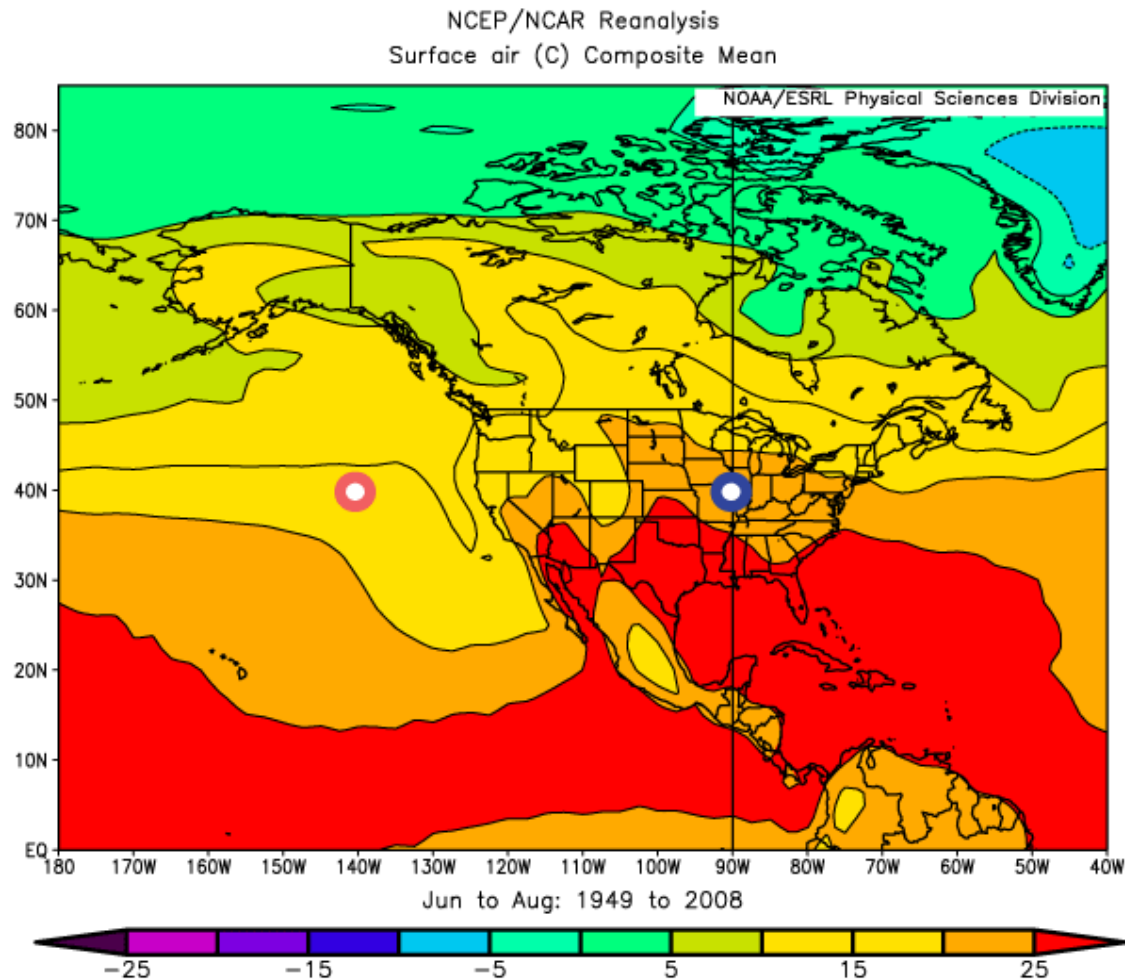 NCEP/NCAR Reanalysis
Surface air (C) Composite Mean
NOAA/ESRL Physical Sciences Division
80N
70N
60N
50N
40N
30N
20N
10N
EQ
180 170W 160W 150W 140W 130W 120W 110W 100W 90W 80W 70W 60W 50W 40W
Jun to Aug: 1949 to 2008
-25 -15 -5 5 15 25